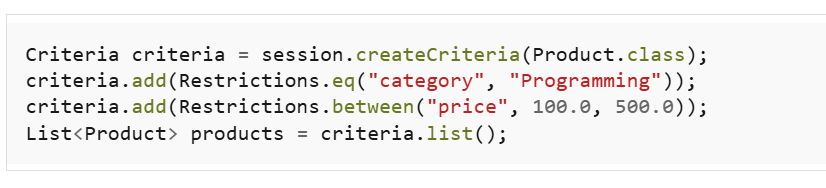 Criteria criteria = session.createCriteria(Product.class);
criteria.add(Restrictions.eq("category", "Programming"));
criteria.add(Restrictions.between("price", 100.0, 500.0));
List<Product> products = criteria.list();